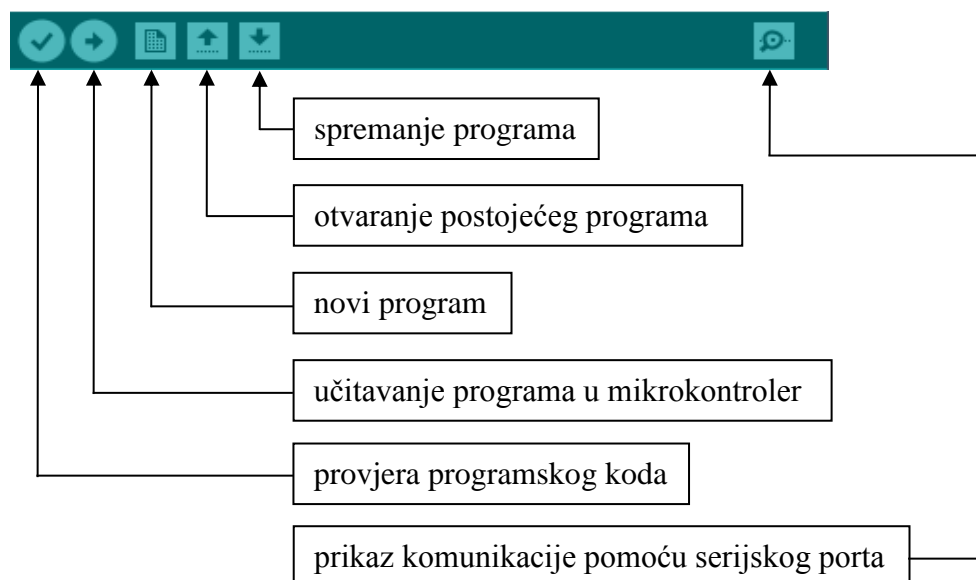 spremanje programa
otvaranje postojećeg programa
novi program
učitavanje programa u mikrokontroler
provjera programskog koda
prikaz komunikacije pomoću serijskog porta